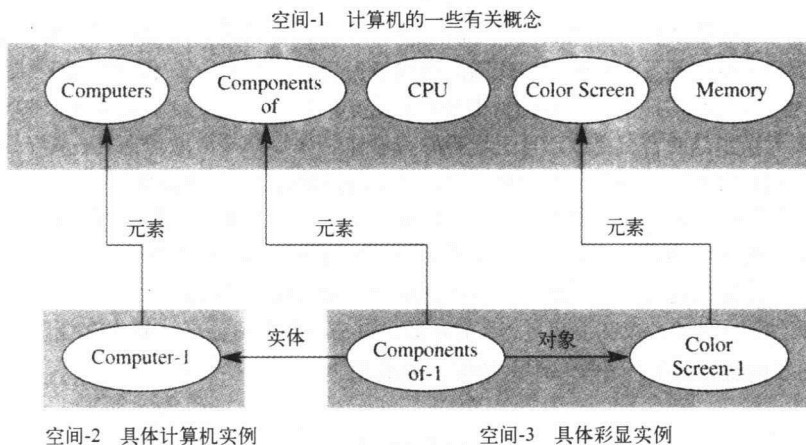 空间-1 计算机的一些有关概念
Computers
Components
of
CPU
Color Screen
Memory
元素
元素
元素
Computer-1
实体
Components
of-1
对象
Color
Screen-1
空间-2 具体计算机实例
空间-3 具体彩显实例